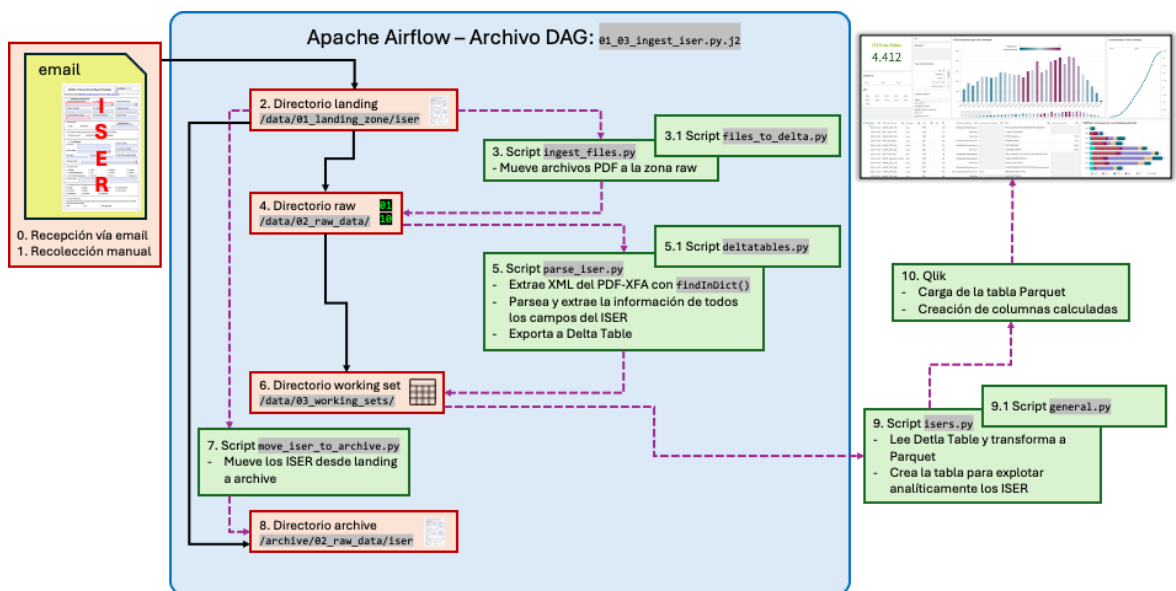 Apache Airflow – Archivo DAG: 01_03_ingest_iser.py.j2
email
I
S
E
R
0. Recepción vía email
1. Recolección manual
2. Directorio landing
/data/01_landing_zone/iser
3.1 Script files_to_delta.py
3. Script ingest_files.py
- Mueve archivos PDF a la zona raw
4. Directorio raw
/data/02_raw_data/
01
10
5.1 Script deltatables.py
5. Script parse_iser.py
- Extrae XML del PDF-XFA con findInDict()
- Parsea y extrae la información de todos
los campos del ISER
- Exporta a Delta Table
6. Directorio working set
/data/03_working_sets/
7. Script move_iser_to_archive.py
- Mueve los ISER desde landing
a archive
8. Directorio archive
/archive/02_raw_data/iser
4.412
10. Qlik
- Carga de la tabla Parquet
- Creación de columnas calculadas
9.1 Script general.py
9. Script isers.py
- Lee Detla Table y transforma a
Parquet
- Crea la tabla para explotar
analíticamente los ISER